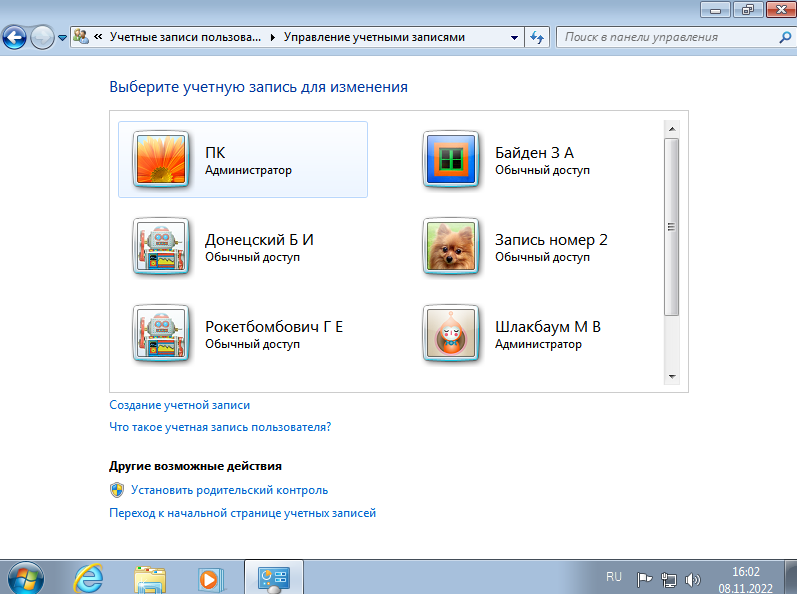 « Учетные записи пользова... Управление учетными записями
Поиск в панели управления
Выберите учетную запись для изменения
ПК
Администратор
Байден З А
Обычный доступ
Донецский Б И
Обычный доступ
Запись номер 2
Обычный доступ
Рокетбомбович Г Е
Обычный доступ
Шлакбаум М В
Администратор
Создание учетной записи
Что такое учетная запись пользователя?
Другие возможные действия
Установить родительский контроль
Переход к начальной странице учетных записей
RU
16:02
08.11.2022